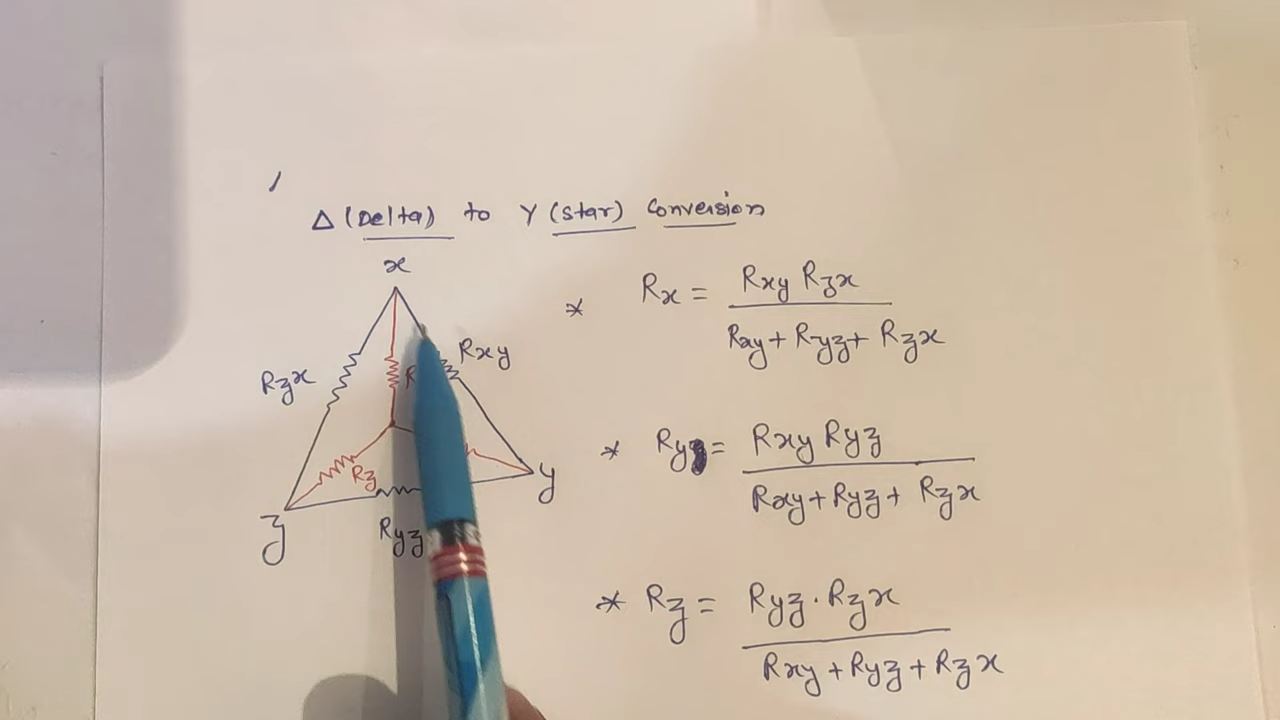 Δ (Delta) to Y (star) Conversion
x
Rzx
Rxy
Rz
z
y
Ryz
* Rx = Rxy Rzx / Rxy + Ryz + Rzx
* Ry = Rxy Ryz / Rxy + Ryz + Rzx
* Rz = Ryz · Rzx / Rxy + Ryz + Rzx